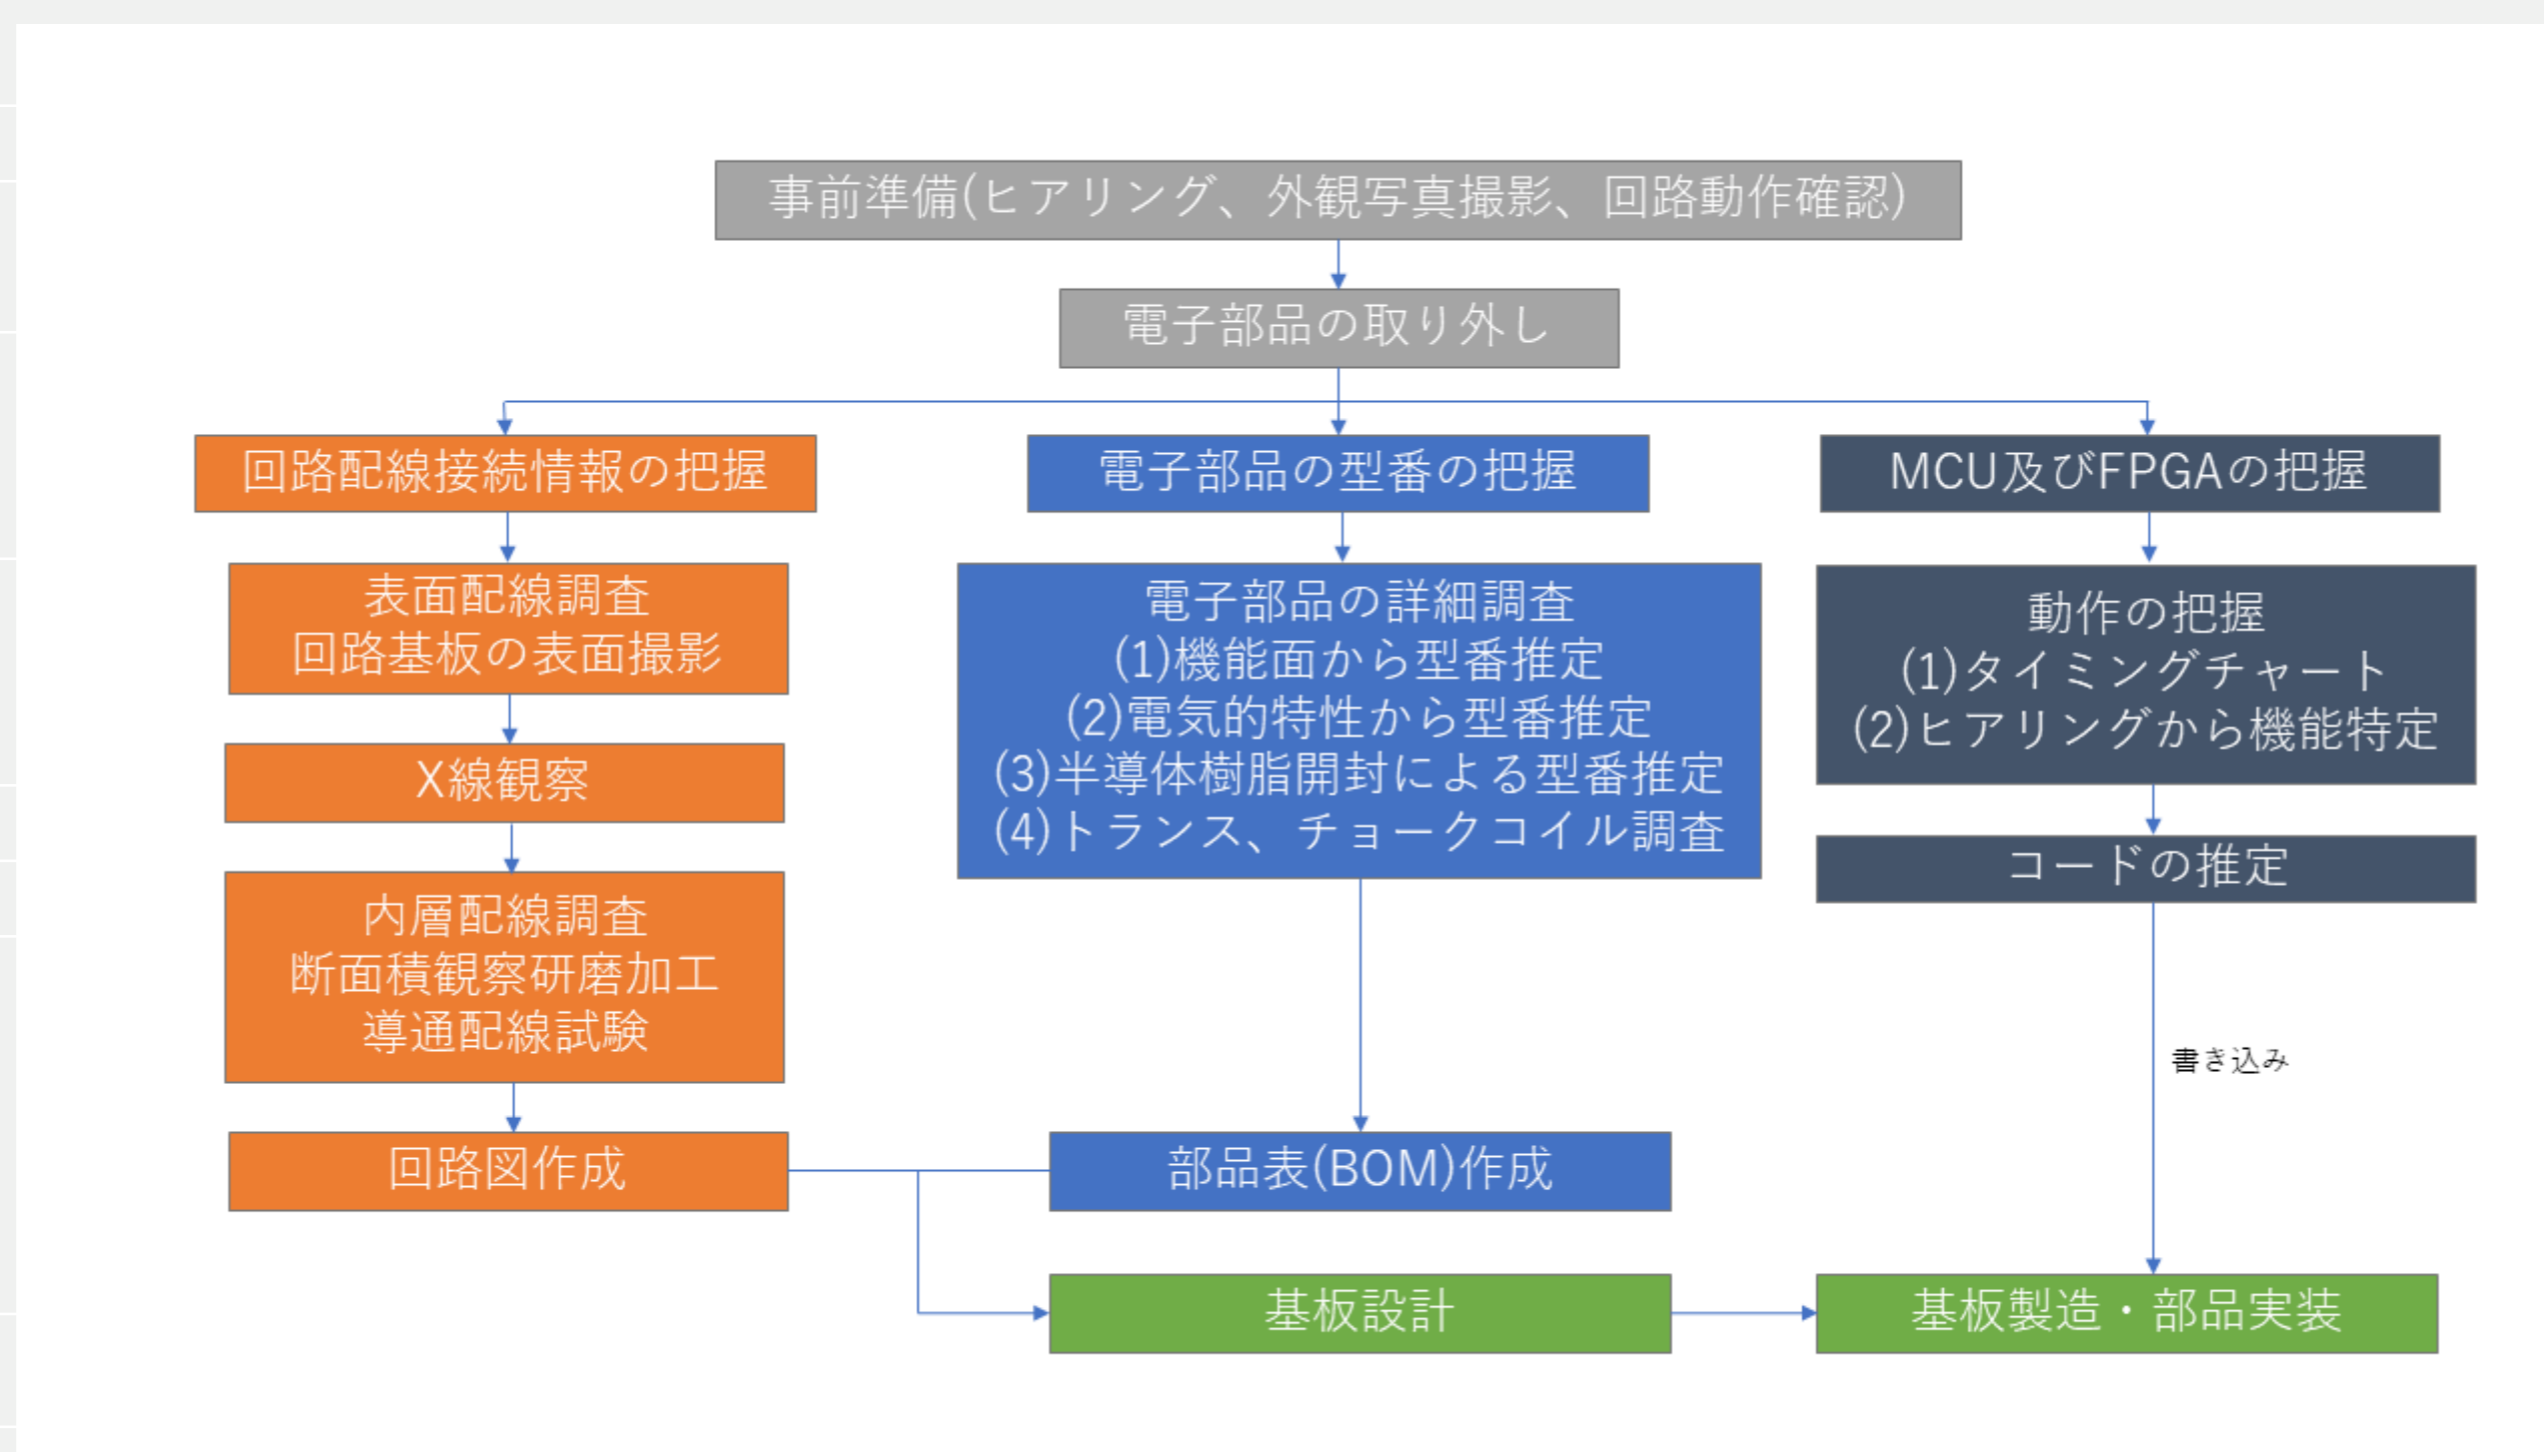 事前準備(ヒアリング、外観写真撮影、回路動作確認)
電子部品の取り外し
回路配線接続情報の把握
表面配線調査
回路基板の表面撮影
X線観察
内層配線調査
断面積観察研磨加工
導通配線試験
回路図作成
電子部品の型番の把握
電子部品の詳細調査
(1)機能面から型番推定
(2)電気的特性から型番推定
(3)半導体樹脂開封による型番推定
(4)トランス、チョークコイル調査
部品表(BOM)作成
MCU及びFPGAの把握
動作の把握
(1)タイミングチャート
(2)ヒアリングから機能特定
コードの推定
書き込み
基板設計
基板製造・部品実装